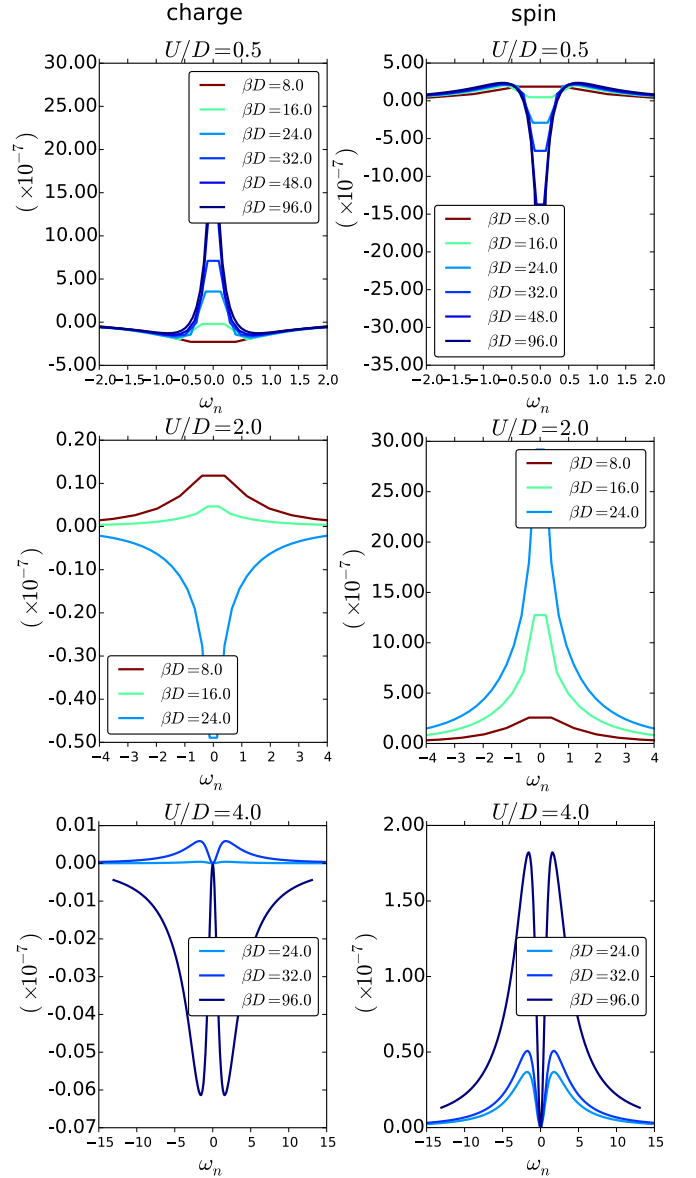 charge
spin
U/D=0.5
30.00
25.00
20.00
15.00
10.00
5.00
0.00
-5.00
( ×10⁻⁷ )
βD=8.0
βD=16.0
βD=24.0
βD=32.0
βD=48.0
βD=96.0
-2.0 -1.5 -1.0 -0.5 0.0 0.5 1.0 1.5 2.0
ωₙ
U/D=0.5
5.00
0.00
-5.00
-10.00
-15.00
-20.00
-25.00
-30.00
-35.00
( ×10⁻⁷ )
βD=8.0
βD=16.0
βD=24.0
βD=32.0
βD=48.0
βD=96.0
-2.0 -1.5 -1.0 -0.5 0.0 0.5 1.0 1.5 2.0
ωₙ
U/D=2.0
0.20
0.10
0.00
-0.10
-0.20
-0.30
-0.40
-0.50
( ×10⁻⁷ )
βD=8.0
βD=16.0
βD=24.0
-4 -3 -2 -1 0 1 2 3 4
ωₙ
U/D=2.0
30.00
25.00
20.00
15.00
10.00
5.00
0.00
( ×10⁻⁷ )
βD=8.0
βD=16.0
βD=24.0
-4 -3 -2 -1 0 1 2 3 4
ωₙ
U/D=4.0
0.01
0.00
-0.01
-0.02
-0.03
-0.04
-0.05
-0.06
-0.07
( ×10⁻⁷ )
βD=24.0
βD=32.0
βD=96.0
-15 -10 -5 0 5 10 15
ωₙ
U/D=4.0
2.00
1.50
1.00
0.50
0.00
( ×10⁻⁷ )
βD=24.0
βD=32.0
βD=96.0
-15 -10 -5 0 5 10 15
ωₙ